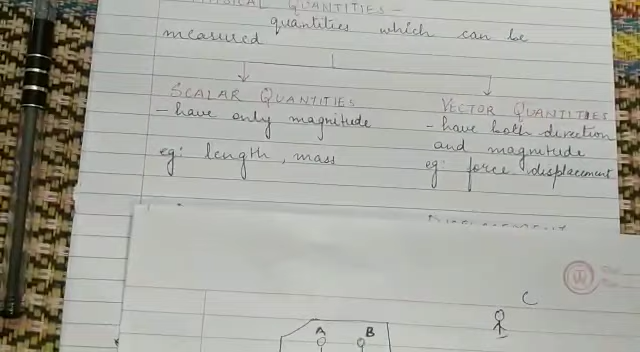 QUANTITIES -
quantities which can be
measured
SCALAR QUANTITIES
- have only magnitude
eg: length, mass
VECTOR QUANTITIES
- have both direction
and magnitude
eg: force displacement
C
A B